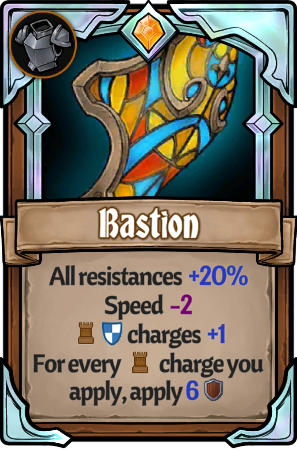 Bastion
All resistances +20%
Speed -2
charges +1
For every charge you
apply, apply 6